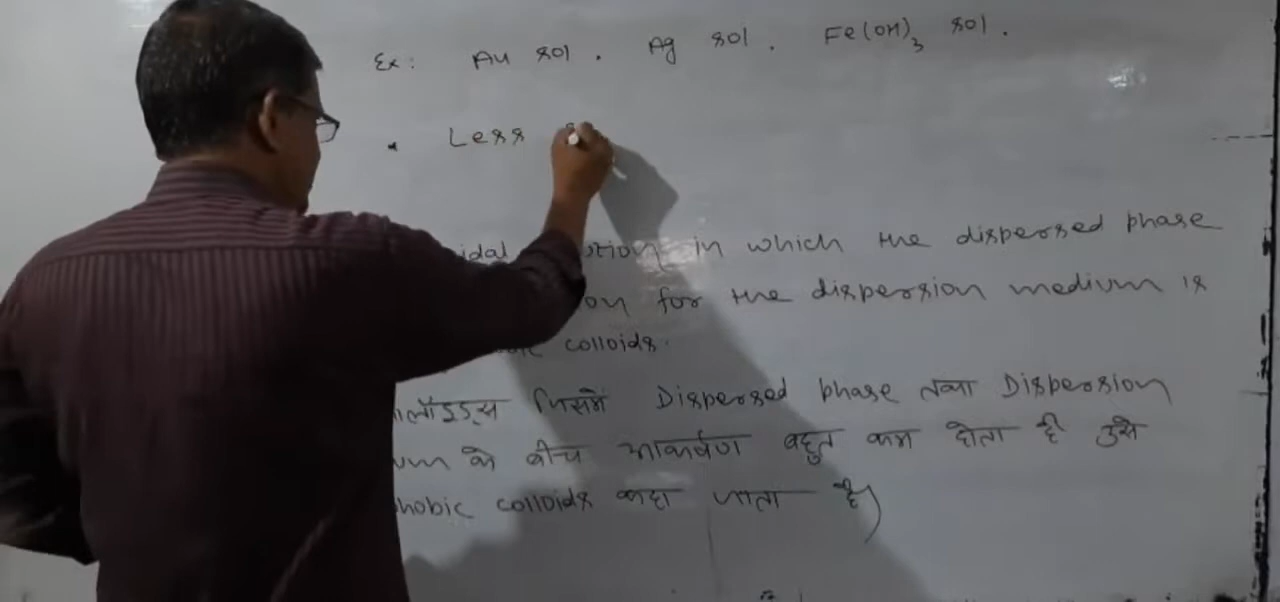 Ex: Au sol. Ag sol. Fe(OH)3 sol.
• Less
in which the dispersed phase
for the dispersion medium is
colloids.
जिसमें Dispersed phase तथा Dispersion
के बीच आकर्षण बहुत कम होता है उसे
colloids कहा जाता है।